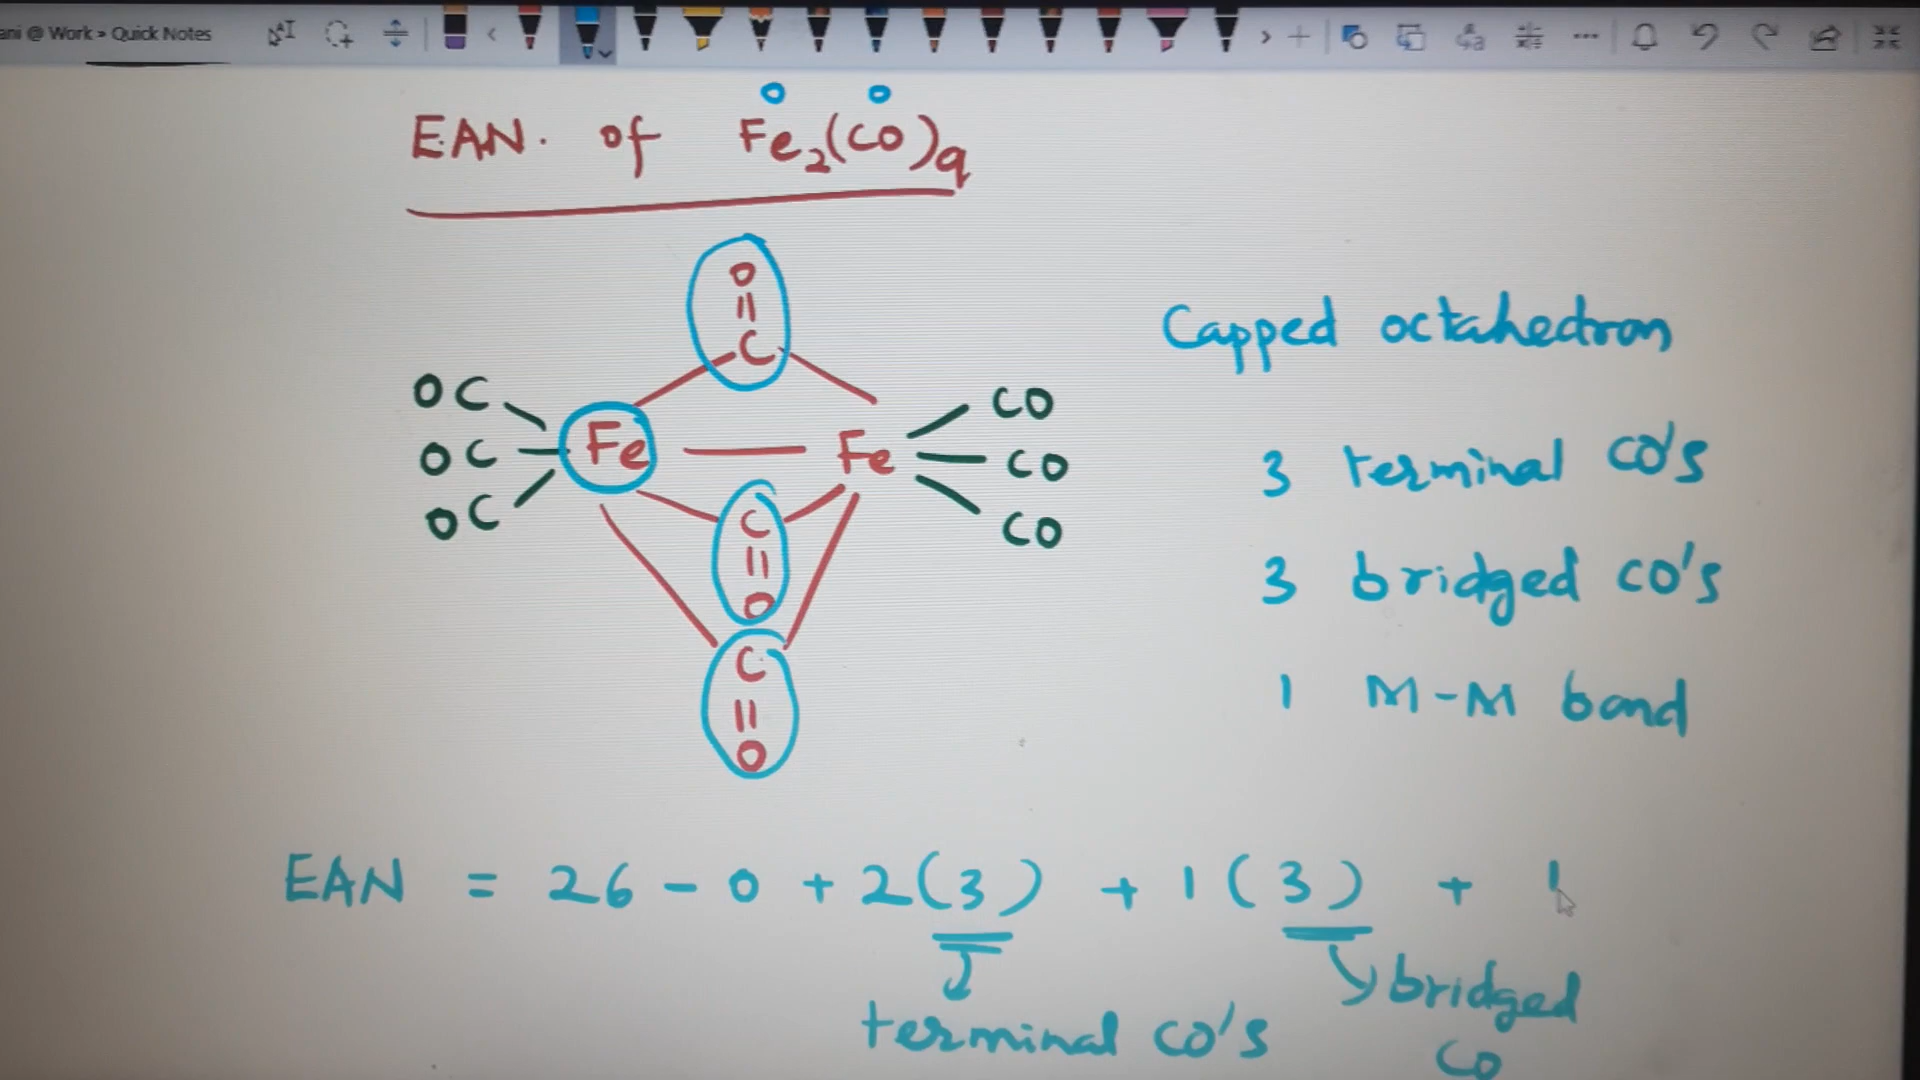 ani @ Work » Quick Notes
O O
EAN. of Fe2(CO)9
O
||
C
OC CO
Fe — Fe
OC CO
OC CO
C
||
O
C
||
O
Capped octahedron
3 terminal CO's
3 bridged CO's
1 M-M bond
EAN = 26 - 0 + 2(3) + 1(3) + 1
terminal CO's
bridged
CO